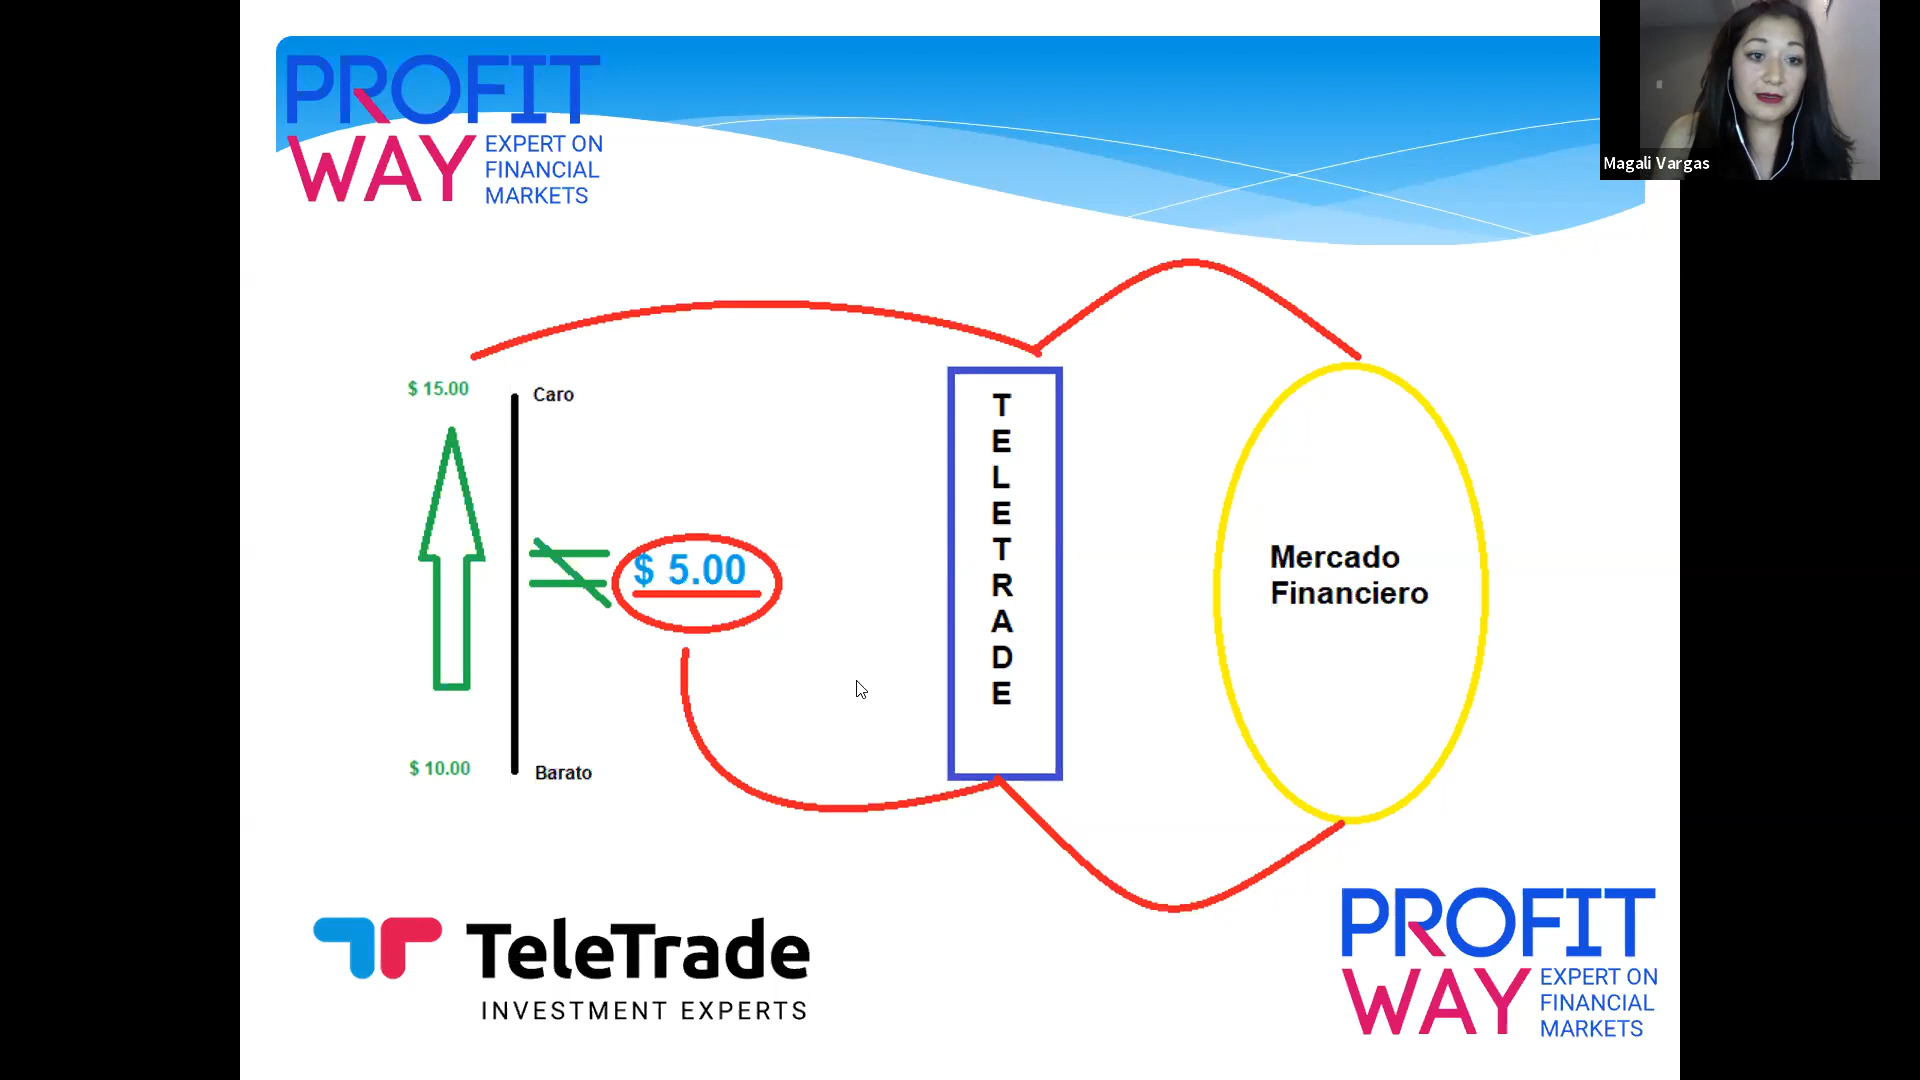 PROFIT
WAY
EXPERT ON
FINANCIAL
MARKETS
Magali Vargas
$ 15.00
Caro
$ 5.00
$ 10.00
Barato
T
E
L
E
T
R
A
D
E
Mercado
Financiero
TeleTrade
INVESTMENT EXPERTS
PROFIT
WAY
EXPERT ON
FINANCIAL
MARKETS